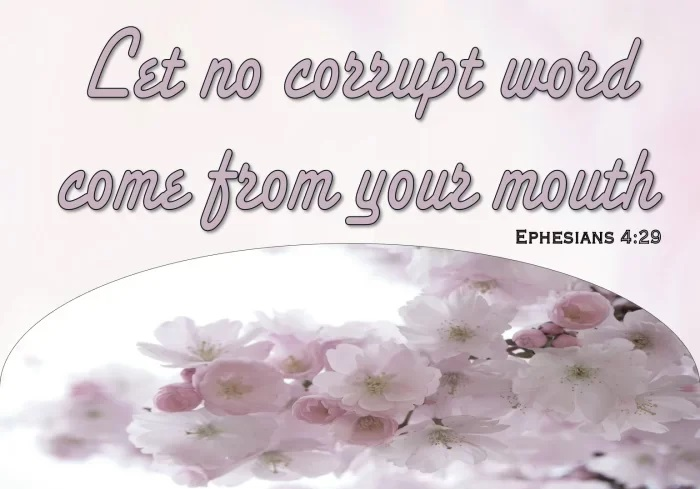 Let no corrupt word
come from your mouth
Ephesians 4:29